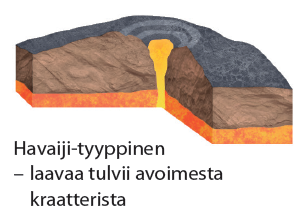 Havaiji-tyyppinen
– laavaa tulvii avoimesta
kraatterista